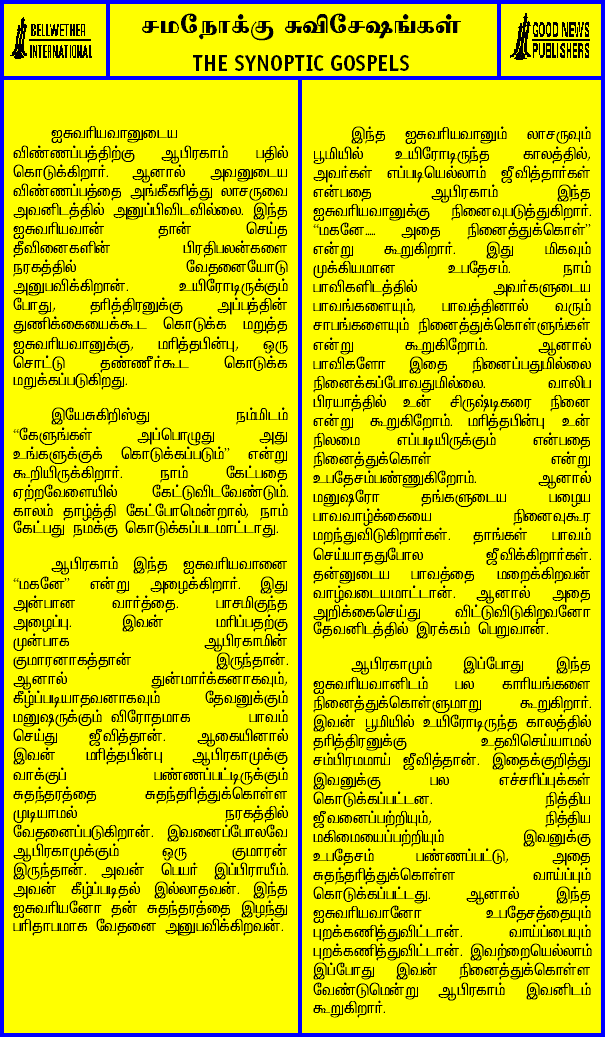 BELLWETHER
INTERNATIONAL
சமநோக்கு சுவிசேஷங்கள்
THE SYNOPTIC GOSPELS
GOOD NEWS
PUBLISHERS
ஐசுவரியவானுடைய
விண்ணப்பத்திற்கு ஆபிரகாம் பதில்
கொடுக்கிறார். ஆனால் அவனுடைய
விண்ணப்பத்தை அங்கீகரித்து லாசருவை
அவனிடத்தில் அனுப்பிவிடவில்லை. இந்த
ஐசுவரியவான் தான் செய்த
தீவினைகளின் பிரதிபலன்களை
நரகத்தில் வேதனையோடு
அனுபவிக்கிறான். உயிரோடிருக்கும்
போது, தரித்திரனுக்கு அப்பத்தின்
துணிக்கையைக்கூட கொடுக்க மறுத்த
ஐசுவரியவானுக்கு, மரித்தபின்பு, ஒரு
சொட்டு தண்ணீர்கூட கொடுக்க
மறுக்கப்படுகிறது.
இயேசுகிறிஸ்து நம்மிடம்
“கேளுங்கள் அப்பொழுது அது
உங்களுக்குக் கொடுக்கப்படும்” என்று
கூறியிருக்கிறார். நாம் கேட்பதை
ஏற்றவேளையில் கேட்டுவிடவேண்டும்.
காலம் தாழ்த்தி கேட்போமென்றால், நாம்
கேட்பது நமக்கு கொடுக்கப்படமாட்டாது.
ஆபிரகாம் இந்த ஐசுவரியவானை
“மகனே” என்று அழைக்கிறார். இது
அன்பான வார்த்தை. பாசமிகுந்த
அழைப்பு. இவன் மரிப்பதற்கு
முன்பாக ஆபிரகாமின்
குமாரனாகத்தான் இருந்தான்.
ஆனால் துன்மார்க்கனாகவும்,
கீழ்ப்படியாதவனாகவும் தேவனுக்கும்
மனுஷருக்கும் விரோதமாக பாவம்
செய்து ஜீவித்தான். ஆகையினால்
இவன் மரித்தபின்பு ஆபிரகாமுக்கு
வாக்குப் பண்ணப்பட்டிருக்கும்
சுதந்தரத்தை சுதந்தரித்துக்கொள்ள
முடியாமல் நரகத்தில்
வேதனைப்படுகிறான். இவனைப்போலவே
ஆபிரகாமுக்கும் ஒரு குமாரன்
இருந்தான். அவன் பெயர் இப்பிராயீம்.
அவன் கீழ்ப்படிதல் இல்லாதவன். இந்த
ஐசுவரியனோ தன் சுதந்தரத்தை இழந்து
பரிதாபமாக வேதனை அனுபவிக்கிறவன்.
இந்த ஐசுவரியவானும் லாசருவும்
பூமியில் உயிரோடிருந்த காலத்தில்,
அவர்கள் எப்படியெல்லாம் ஜீவித்தார்கள்
என்பதை ஆபிரகாம் இந்த
ஐசுவரியவானுக்கு நினைவுபடுத்துகிறார்.
“மகனே..... அதை நினைத்துக்கொள்”
என்று கூறுகிறார். இது மிகவும்
முக்கியமான உபதேசம். நாம்
பாவிகளிடத்தில் அவர்களுடைய
பாவங்களையும், பாவத்தினால் வரும்
சாபங்களையும் நினைத்துக்கொள்ளுங்கள்
என்று கூறுகிறோம். ஆனால்
பாவிகளோ இதை நினைப்பதுமில்லை
நினைக்கப்போவதுமில்லை. வாலிப
பிரயாத்தில் உன் சிருஷ்டிகரை நினை
என்று கூறுகிறோம். மரித்தபின்பு உன்
நிலமை எப்படியிருக்கும் என்பதை
நினைத்துக்கொள் என்று
உபதேசம்பண்ணுகிறோம். ஆனால்
மனுஷரோ தங்களுடைய பழைய
பாவவாழ்க்கையை நினைவுகூர
மறந்துவிடுகிறார்கள். தாங்கள் பாவம்
செய்யாததுபோல ஜீவிக்கிறார்கள்.
தன்னுடைய பாவத்தை மறைக்கிறவன்
வாழ்வடையமாட்டான். ஆனால் அதை
அறிக்கைசெய்து விட்டுவிடுகிறவனோ
தேவனிடத்தில் இரக்கம் பெறுவான்.
ஆபிரகாமும் இப்போது இந்த
ஐசுவரியவானிடம் பல காரியங்களை
நினைத்துக்கொள்ளுமாறு கூறுகிறார்.
இவன் பூமியில் உயிரோடிருந்த காலத்தில்
தரித்திரனுக்கு உதவிசெய்யாமல்
சம்பிரமமாய் ஜீவித்தான். இதைக்குறித்து
இவனுக்கு பல எச்சரிப்புக்கள்
கொடுக்கப்பட்டன. நித்திய
ஜீவனைப்பற்றியும், நித்திய
மகிமையைப்பற்றியும் இவனுக்கு
உபதேசம் பண்ணப்பட்டு, அதை
சுதந்தரித்துக்கொள்ள வாய்ப்பும்
கொடுக்கப்பட்டது. ஆனால் இந்த
ஐசுவரியவானோ உபதேசத்தையும்
புறக்கணித்துவிட்டான். வாய்ப்பையும்
புறக்கணித்துவிட்டான். இவற்றையெல்லாம்
இப்போது இவன் நினைத்துக்கொள்ள
வேண்டுமென்று ஆபிரகாம் இவனிடம்
கூறுகிறார்.